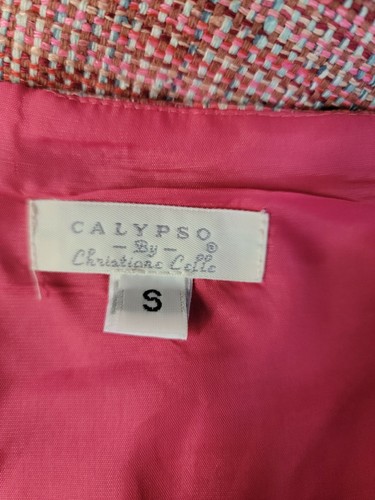 CALYPSO
— By — ®
Christiane Celle
S